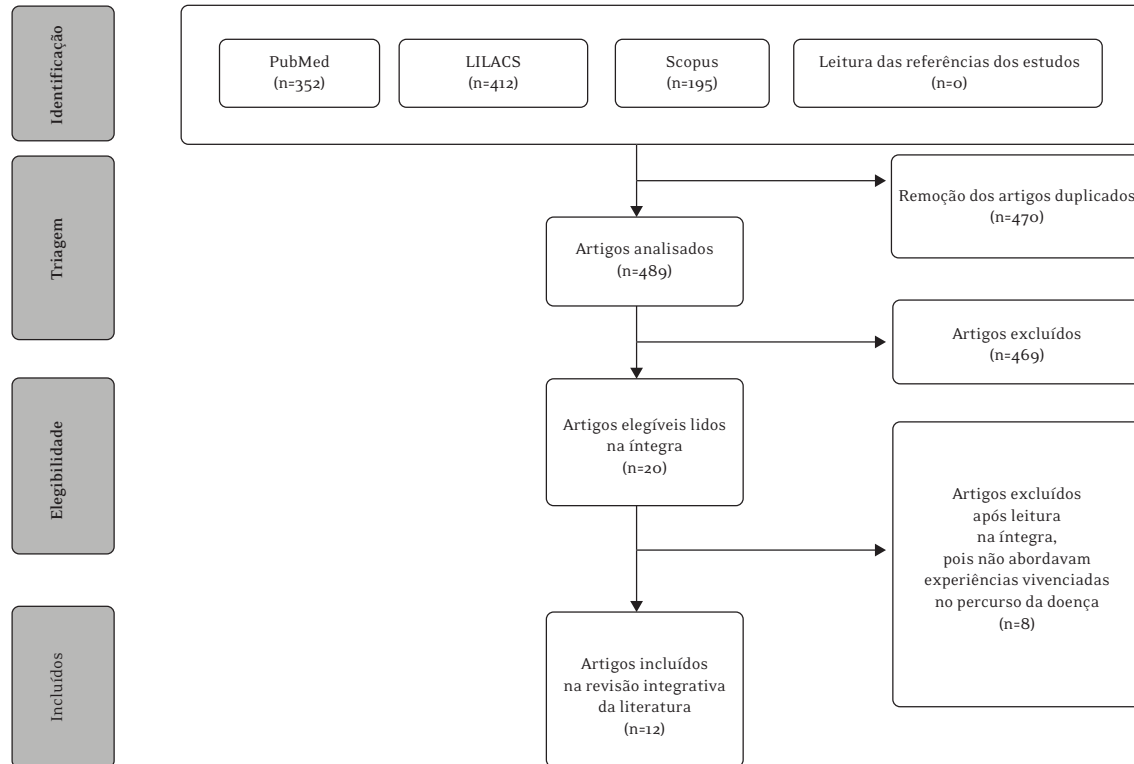 Identificação
PubMed
(n=352)
LILACS
(n=412)
Scopus
(n=195)
Leitura das referências dos estudos
(n=0)
Triagem
Remoção dos artigos duplicados
(n=470)
Artigos analisados
(n=489)
Artigos excluídos
(n=469)
Elegibilidade
Artigos elegíveis lidos
na íntegra
(n=20)
Artigos excluídos
após leitura
na íntegra,
pois não abordavam
experiências vivenciadas
no percurso da doença
(n=8)
Incluídos
Artigos incluídos
na revisão integrativa
da literatura
(n=12)